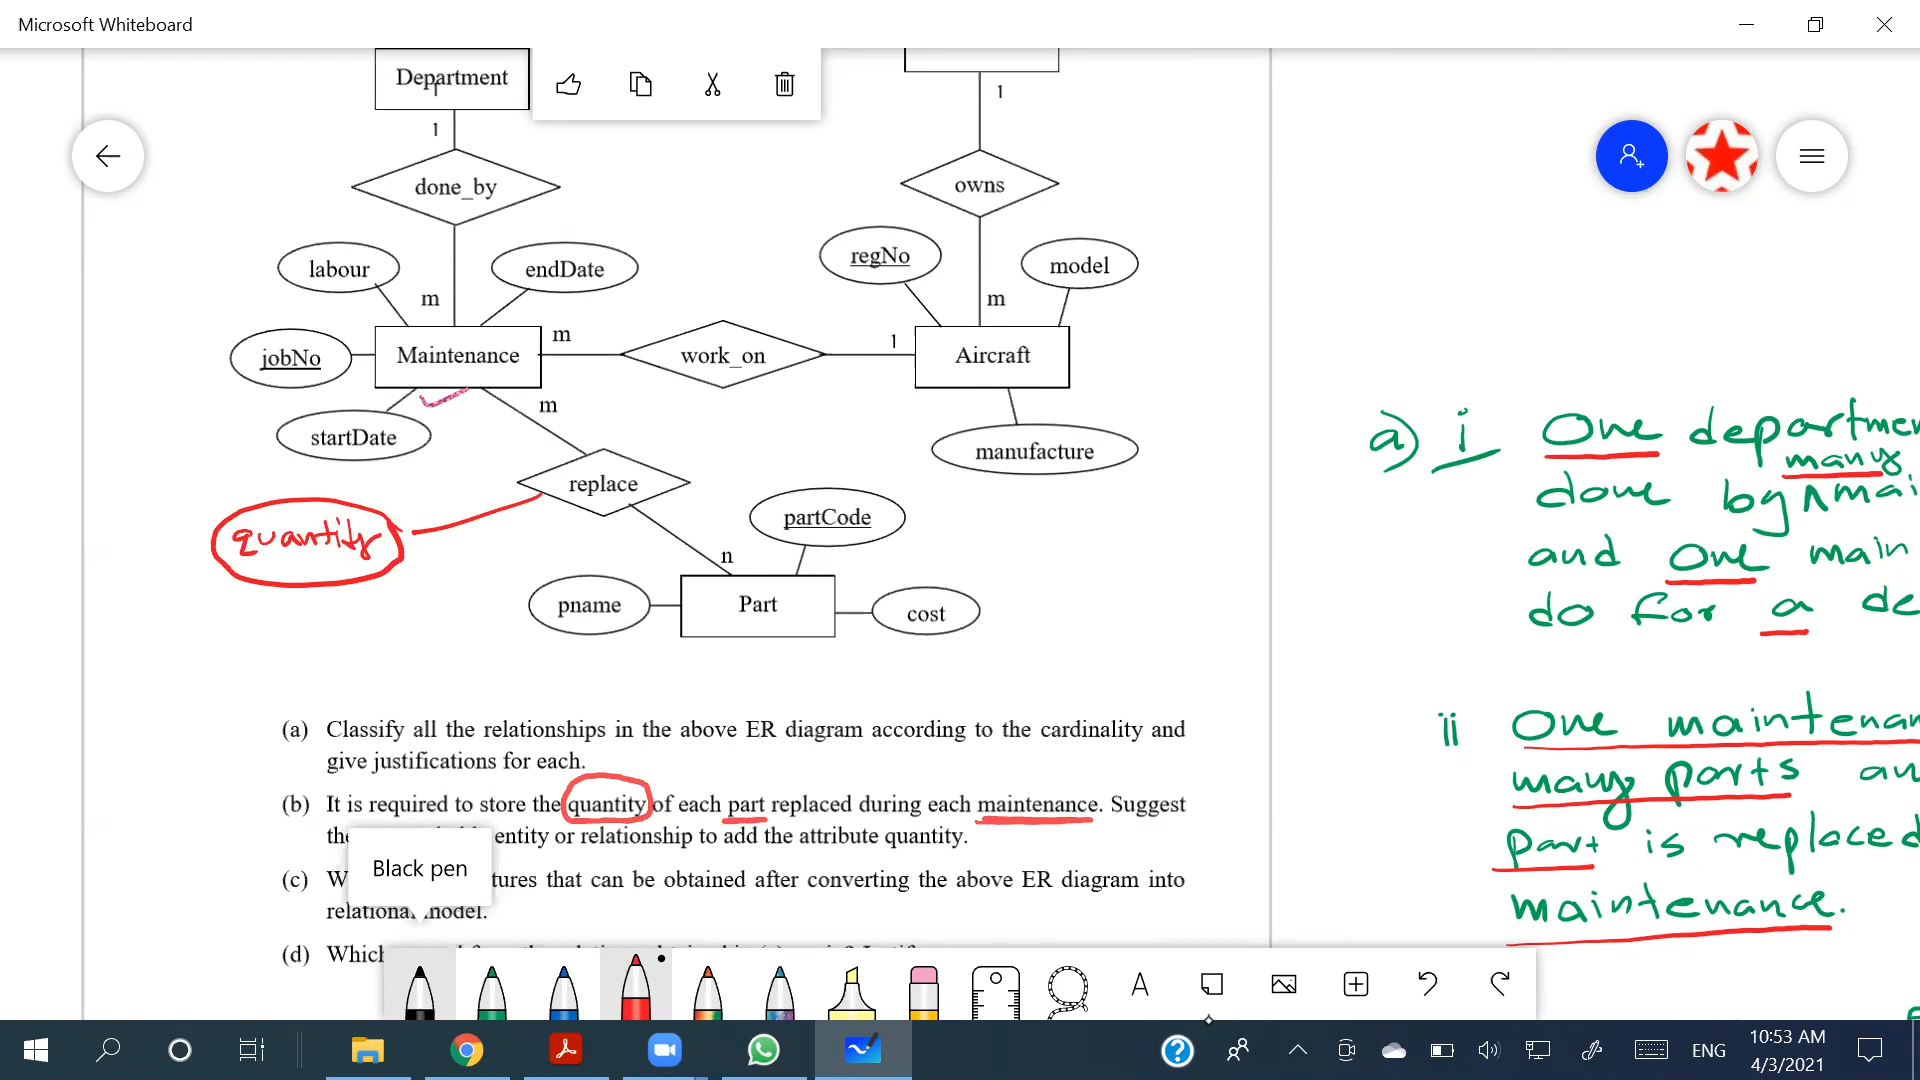 Microsoft Whiteboard
Department
1
1
done_by
owns
labour
endDate
regNo
model
m
m
jobNo
Maintenance
m
work_on
1
Aircraft
startDate
m
manufacture
replace
quantity
partCode
n
pname
Part
cost
(a) Classify all the relationships in the above ER diagram according to the cardinality and
give justifications for each.
(b) It is required to store the quantity of each part replaced during each maintenance. Suggest
entity or relationship to add the attribute quantity.
(c) tures that can be obtained after converting the above ER diagram into
relational model.
(d) Which
Black pen
a) i One departmen
many
done by ^ mai
and one main
do for a de
ii One maintenan
many parts an
part is replaced
maintenance.
A
ENG
10:53 AM
4/3/2021